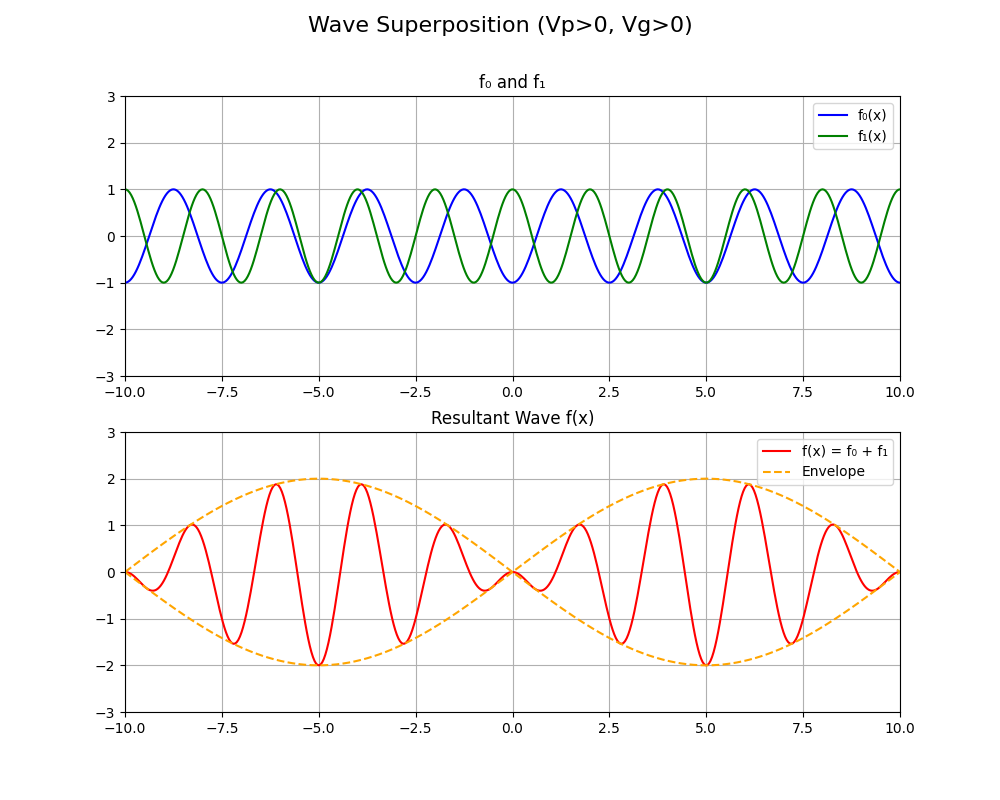 Wave Superposition (Vp>0, Vg>0)
f₀ and f₁
3
2
1
0
−1
−2
−3
f₀(x)
f₁(x)
−10.0 −7.5 −5.0 −2.5 0.0 2.5 5.0 7.5 10.0
Resultant Wave f(x)
3
2
1
0
−1
−2
−3
f(x) = f₀ + f₁
Envelope
−10.0 −7.5 −5.0 −2.5 0.0 2.5 5.0 7.5 10.0